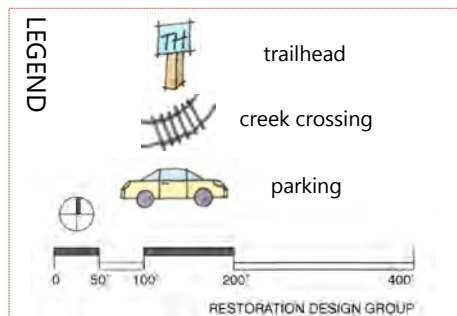 LEGEND
TH
trailhead
creek crossing
parking
0 50' 100' 200' 400'
RESTORATION DESIGN GROUP